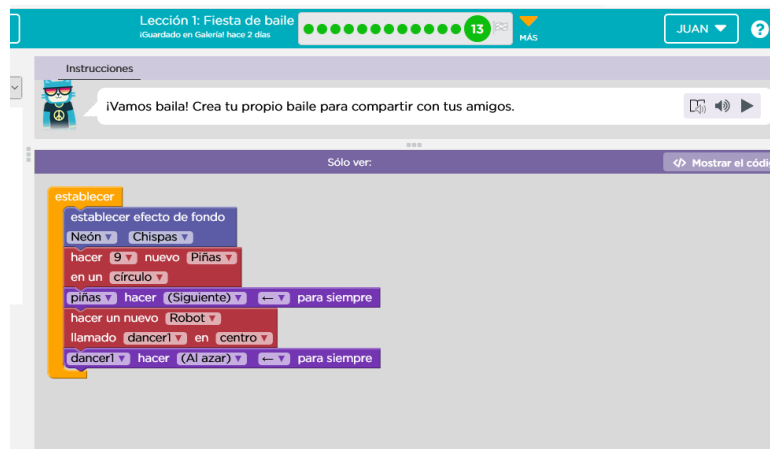 Lección 1: Fiesta de baile
¡Guardado en Galería! hace 2 días
13
MÁS
JUAN
?
Instrucciones
¡Vamos baila! Crea tu propio baile para compartir con tus amigos.
Sólo ver:
</> Mostrar el códi
establecer
establecer efecto de fondo
Neón ▼ Chispas ▼
hacer 9 ▼ nuevo Piñas ▼
en un círculo ▼
piñas ▼ hacer (Siguiente) ▼ ← ▼ para siempre
hacer un nuevo Robot ▼
llamado dancer1 ▼ en centro ▼
dancer1 ▼ hacer (Al azar) ▼ ← ▼ para siempre